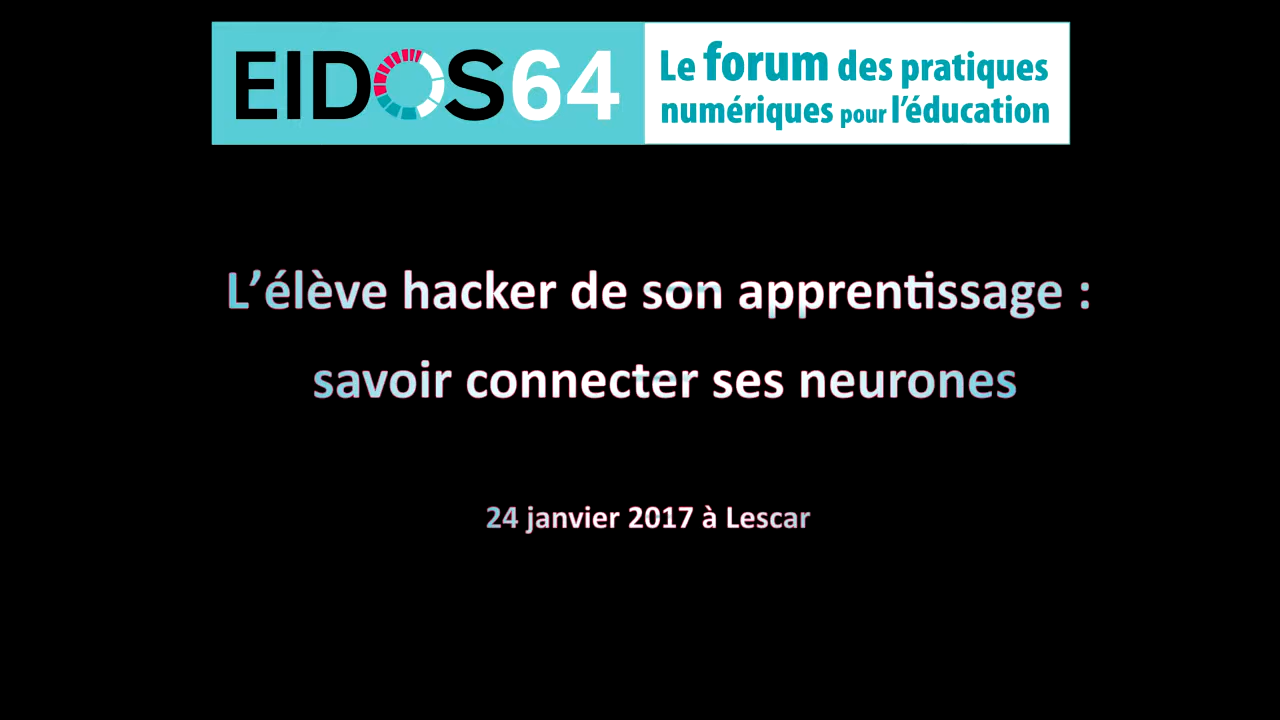 EIDOS64
Le forum des pratiques
numériques pour l’éducation
L’élève hacker de son apprentissage :
savoir connecter ses neurones
24 janvier 2017 à Lescar